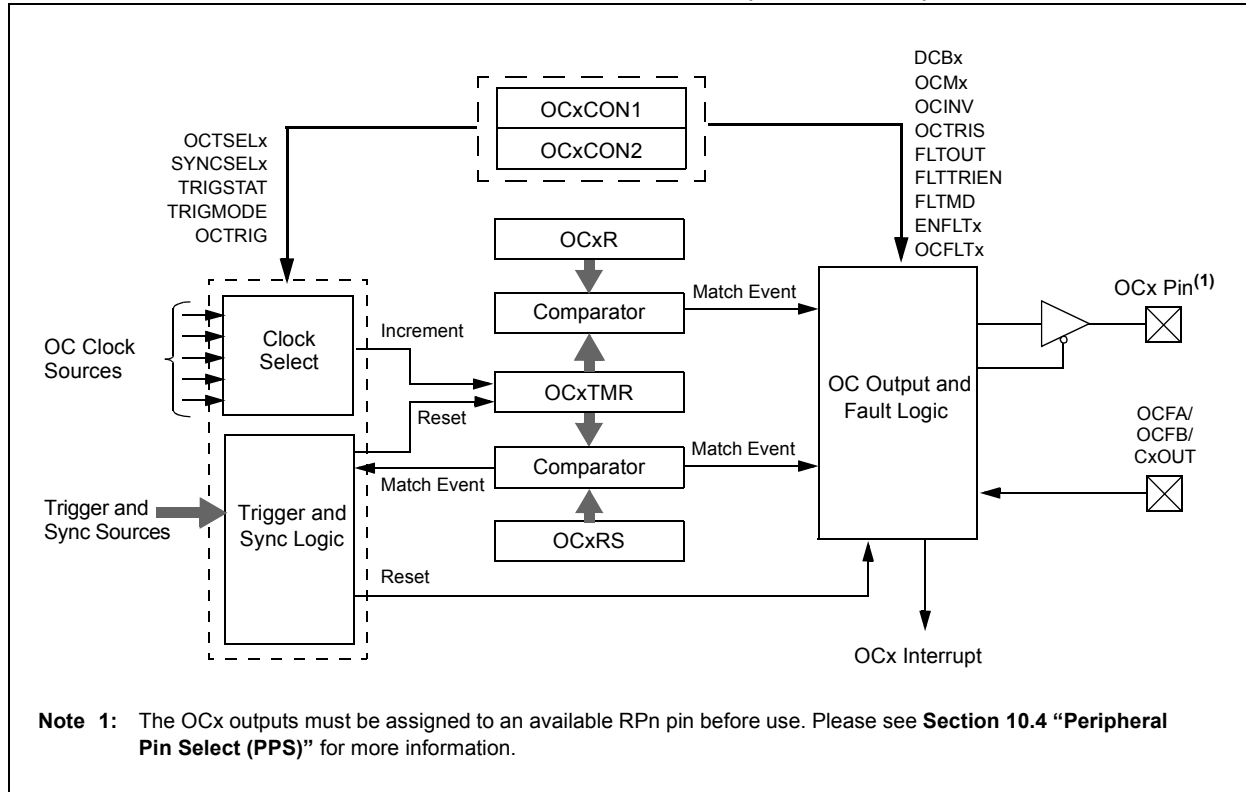 DCBx
OCMx
OCINV
OCTRIS
FLTOUT
FLTTRIEN
FLTMD
ENFLTx
OCFLTx
OCxCON1
OCxCON2
OCTSELx
SYNCSELx
TRIGSTAT
TRIGMODE
OCTRIG
OCxR
Match Event
OCx Pin(1)
Comparator
Increment
Clock
Select
OC Clock
Sources
OCxTMR
OC Output and
Fault Logic
Reset
OCFA/
OCFB/
CxOUT
Match Event
Comparator
Match Event
Trigger and
Sync Sources
Trigger and
Sync Logic
OCxRS
Reset
OCx Interrupt
Note 1: The OCx outputs must be assigned to an available RPn pin before use. Please see Section 10.4 “Peripheral
Pin Select (PPS)” for more information.